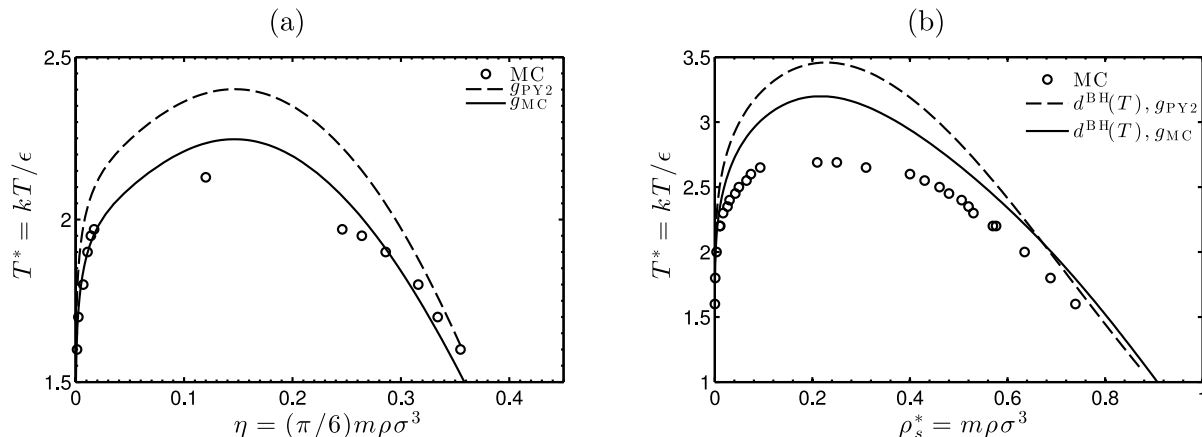 (a)
2.5
2
1.5
0
0.1
0.2
0.3
0.4
T* = kT/ϵ
η = (π/6)mρσ³
MC
g_PY2
g_MC
(b)
3.5
3
2.5
2
1.5
1
0
0.2
0.4
0.6
0.8
T* = kT/ϵ
ρ_s* = mρσ³
MC
d^BH(T), g_PY2
d^BH(T), g_MC